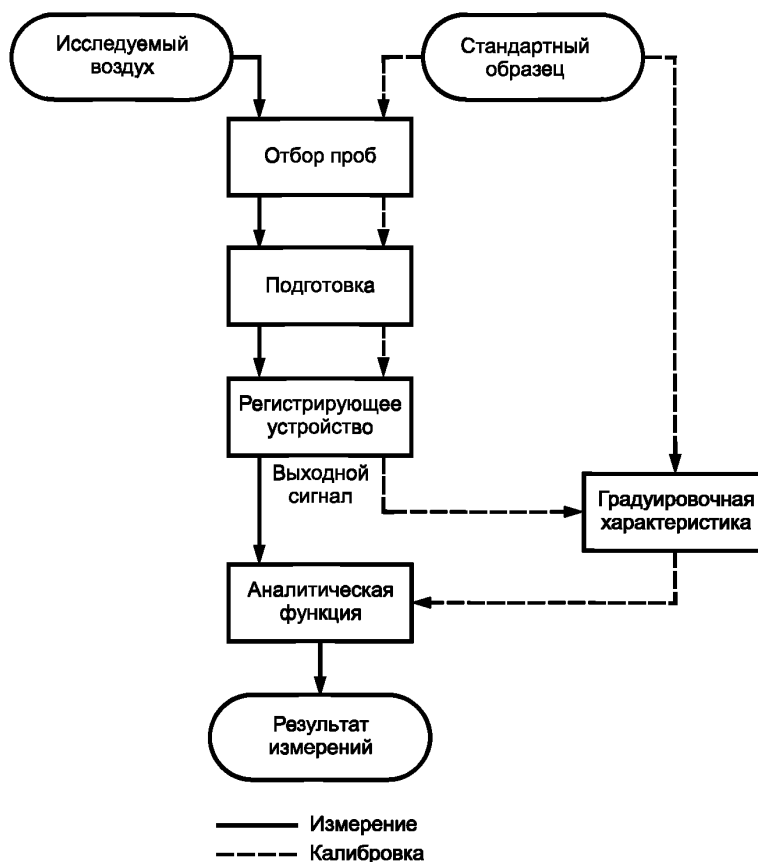 Исследуемый
воздух
Стандартный
образец
Отбор проб
Подготовка
Регистрирующее
устройство
Выходной
сигнал
Градуировочная
характеристика
Аналитическая
функция
Результат
измерений
Измерение
Калибровка